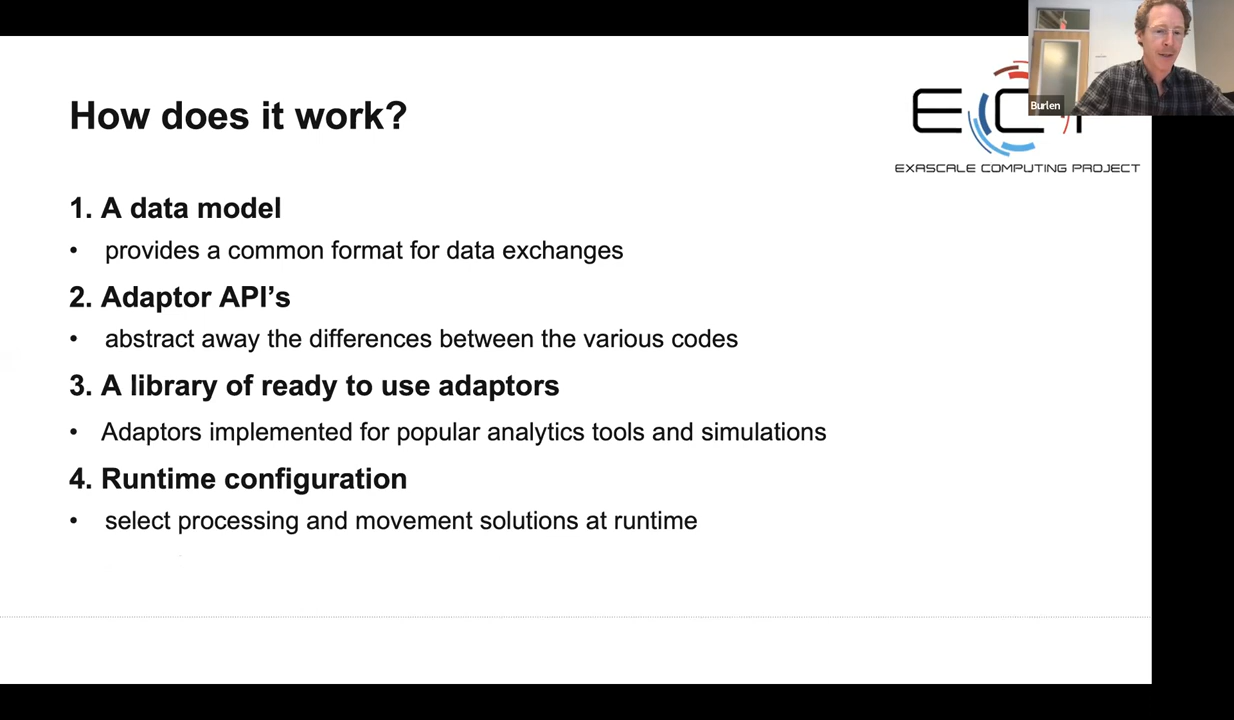 How does it work?
EXASCALE COMPUTING PROJECT
Burlen
1. A data model
• provides a common format for data exchanges
2. Adaptor API's
• abstract away the differences between the various codes
3. A library of ready to use adaptors
• Adaptors implemented for popular analytics tools and simulations
4. Runtime configuration
• select processing and movement solutions at runtime